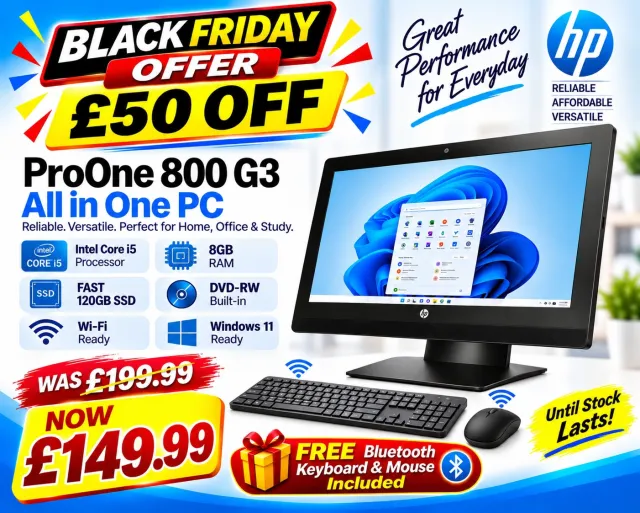 BLACK FRIDAY
OFFER
£50 OFF
Great
Performance
for Everyday
hp
RELIABLE
AFFORDABLE
VERSATILE
ProOne 800 G3
All in One PC
Reliable. Versatile. Perfect for Home, Office & Study.
intel
CORE i5
Intel Core i5
Processor
8GB
RAM
SSD
FAST
120GB SSD
DVD-RW
Built-in
Wi-Fi
Ready
Windows 11
Ready
hp
WAS £199.99
NOW
£149.99
FREE Bluetooth
Keyboard & Mouse
Included
Until Stock
Lasts!